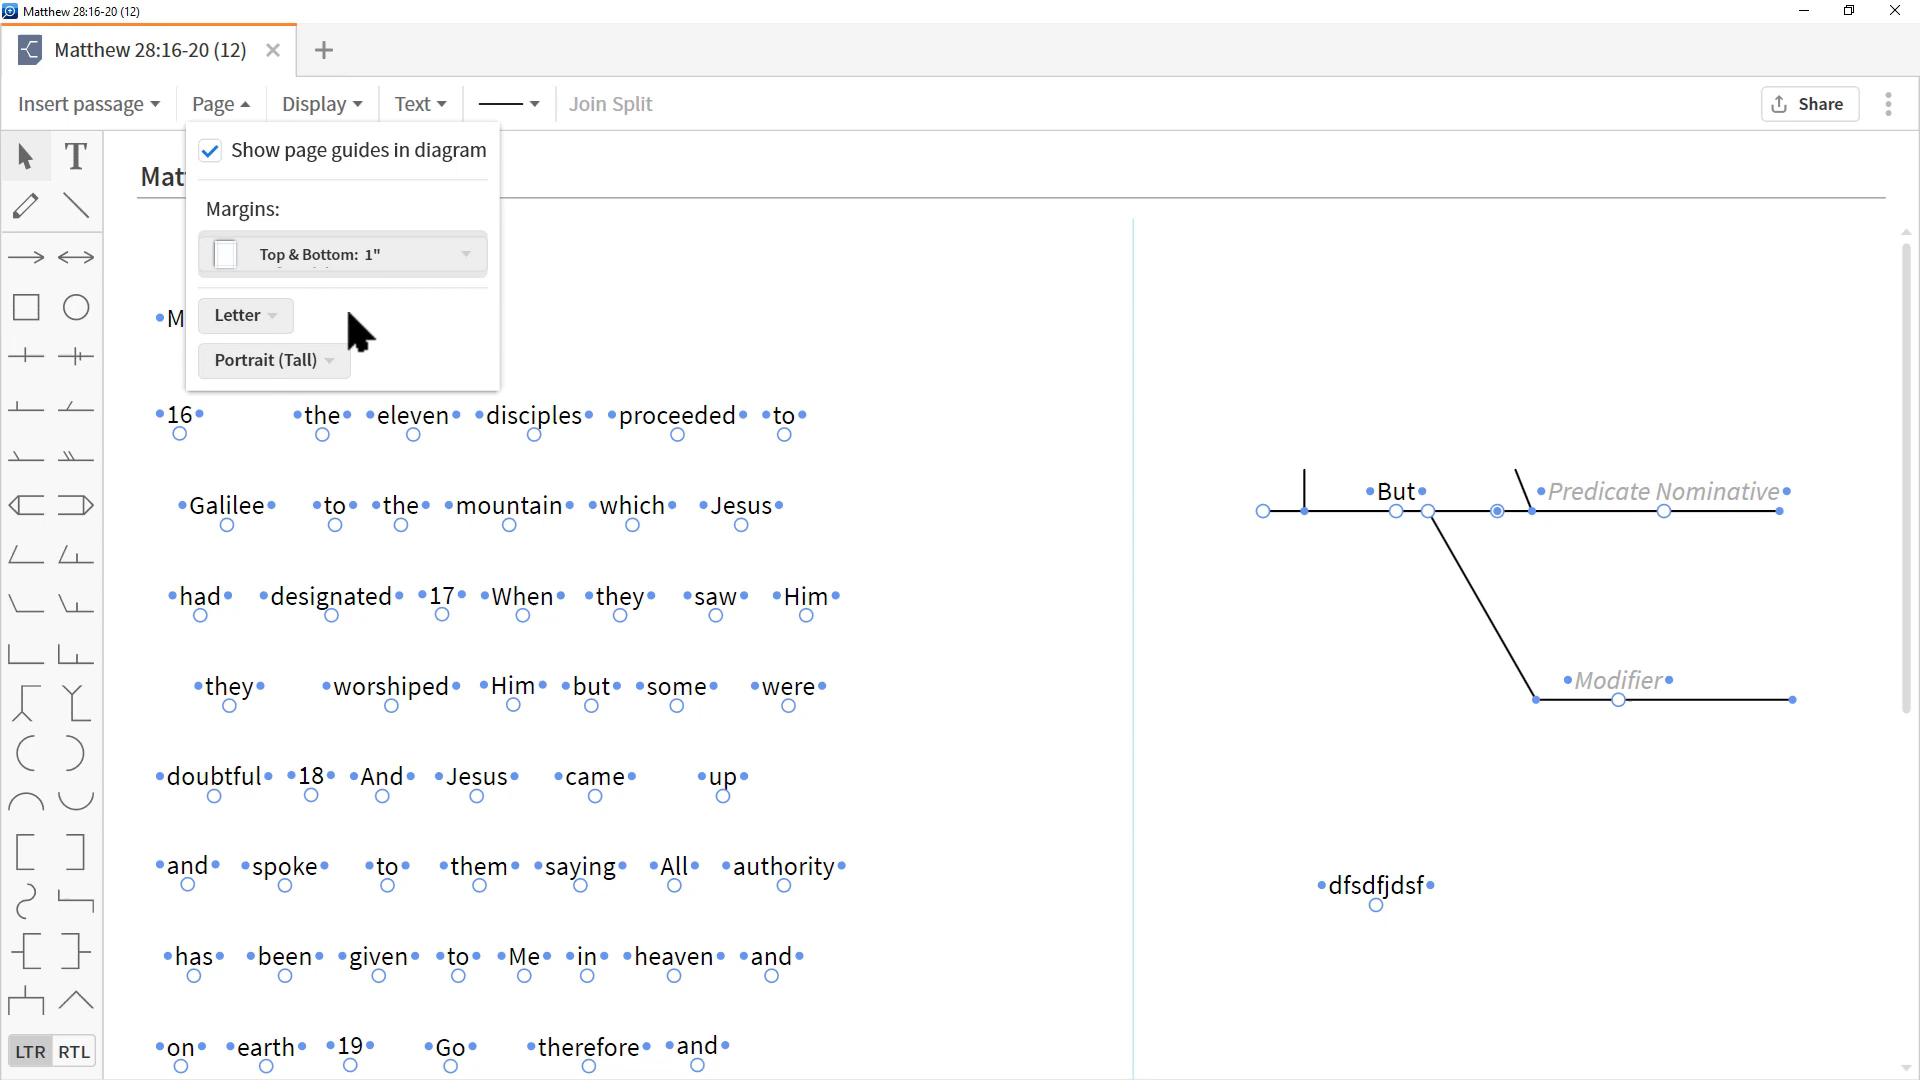 Matthew 28:16-20 (12)
Matthew 28:16-20 (12)
Insert passage Page Display Text Join Split Share
Show page guides in diagram
Mat
Margins:
Top & Bottom: 1"
Letter
M
Portrait (Tall)
16 the eleven disciples proceeded to
Galilee to the mountain which Jesus
But Predicate Nominative
had designated 17 When they saw Him
they worshiped Him but some were
Modifier
doubtful 18 And Jesus came up
and spoke to them saying All authority
dfsdfjdsf
has been given to Me in heaven and
on earth 19 Go therefore and
LTR RTL